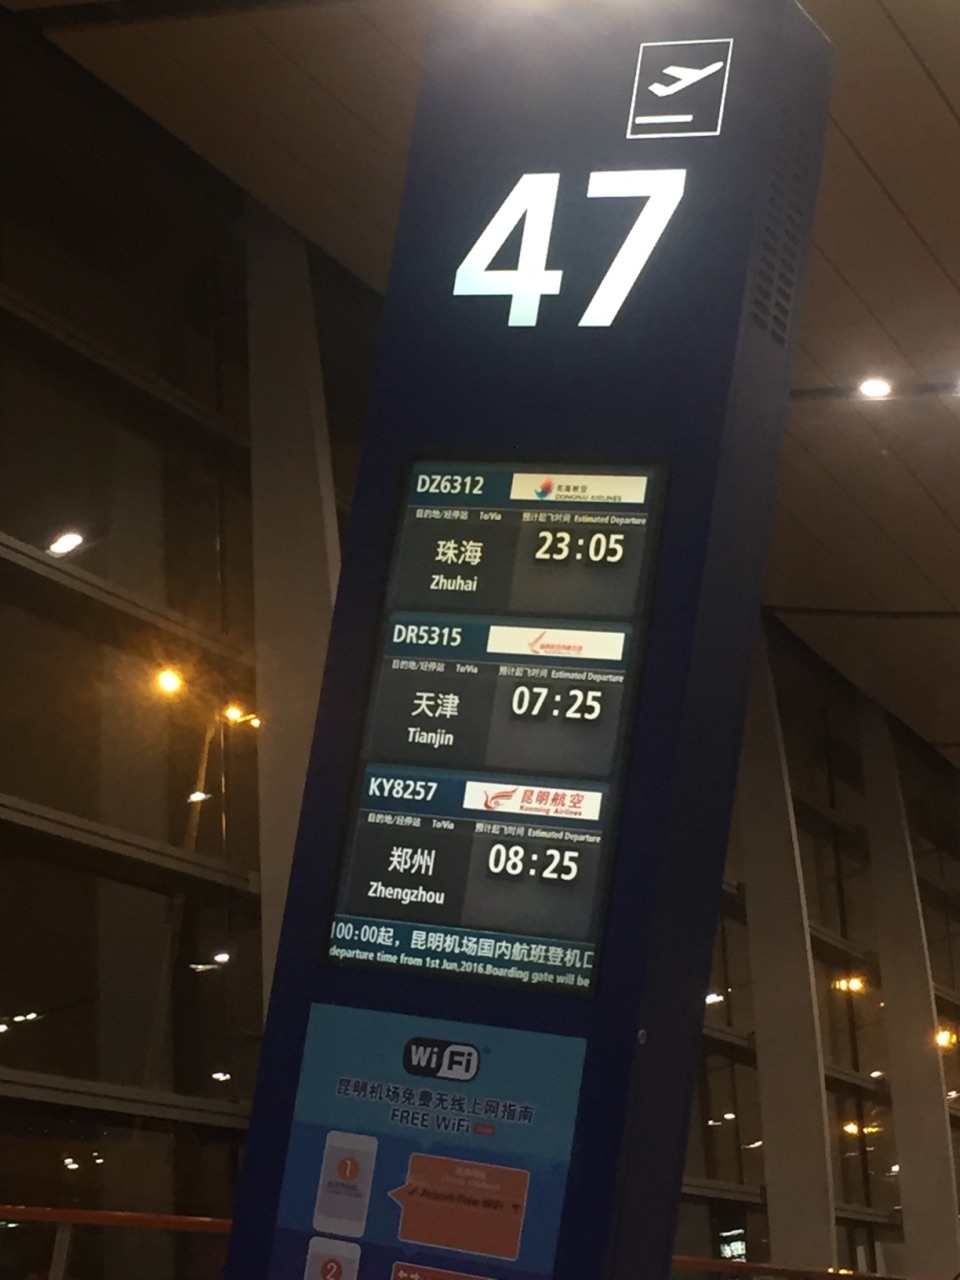 47
DZ6312
东海航空
DONGHAI AIRLINES
目的地/经停站 To/Via
预计起飞时间 Estimated Departure
珠海
Zhuhai
23:05
DR5315
目的地/经停站 To/Via
预计起飞时间 Estimated Departure
天津
Tianjin
07:25
KY8257
昆明航空
Kunming Airlines
目的地/经停站 To/Via
预计起飞时间 Estimated Departure
郑州
Zhengzhou
08:25
00:00起，昆明机场国内航班登机口
departure time from 1st Jun,2016.Boarding gate will be
WiFi
昆明机场免费无线上网指南
FREE WiFi
1
Airport-Free-WiFi
2